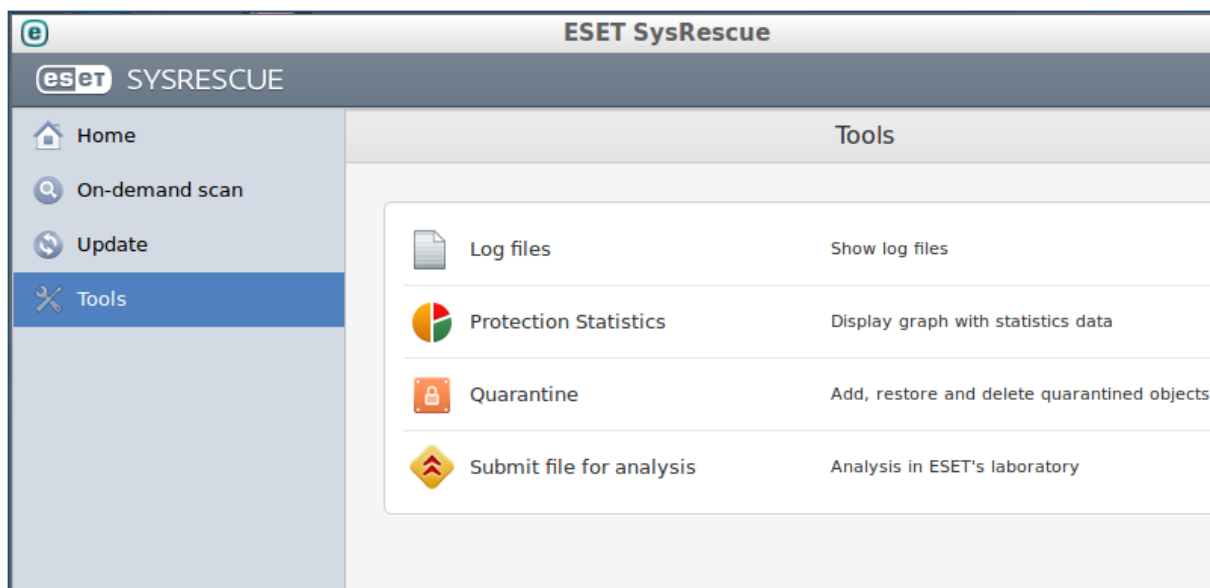 ESET SysRescue
eset SYSRESCUE
Home
On-demand scan
Update
Tools
Tools
Log files Show log files
Protection Statistics Display graph with statistics data
Quarantine Add, restore and delete quarantined objects
Submit file for analysis Analysis in ESET's laboratory